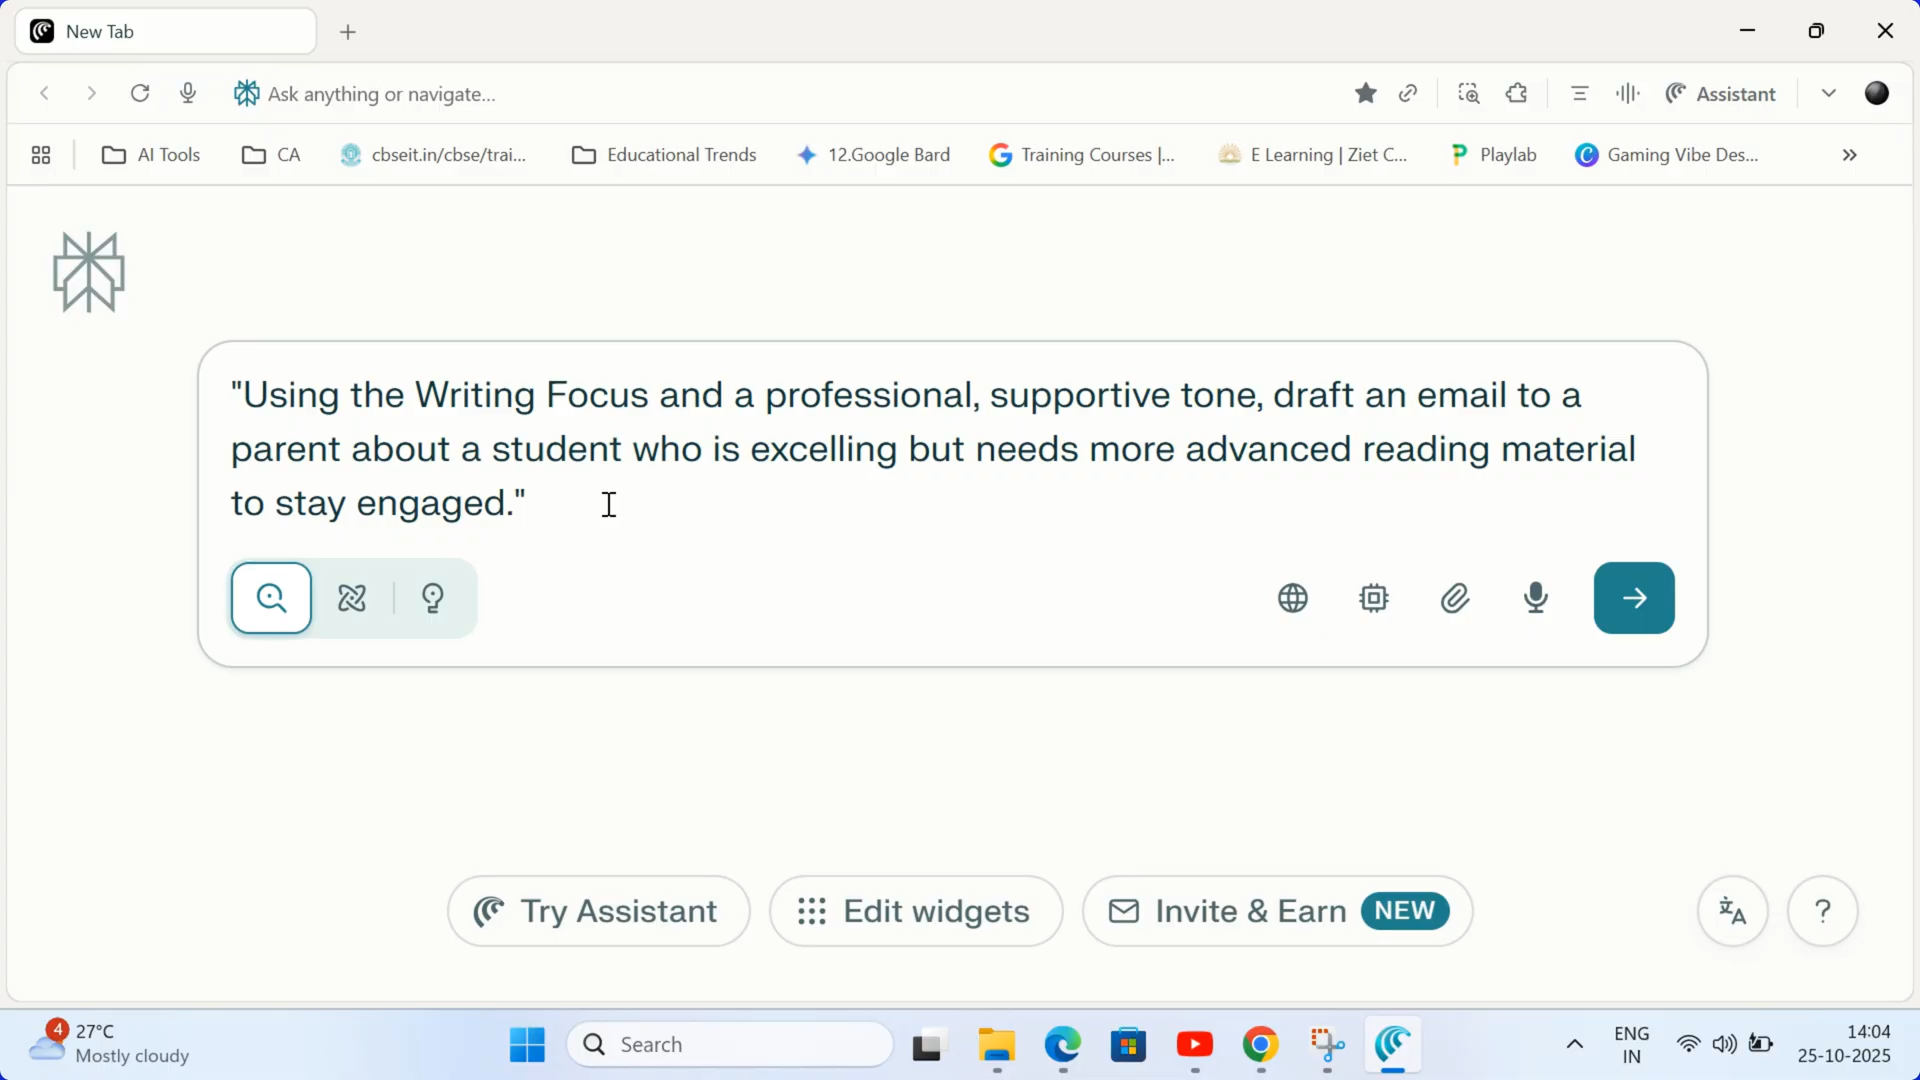 New Tab
Ask anything or navigate...
Assistant
AI Tools
CA
cbseit.in/cbse/trai...
Educational Trends
12.Google Bard
Training Courses |...
E Learning | Ziet C...
Playlab
Gaming Vibe Des...
"Using the Writing Focus and a professional, supportive tone, draft an email to a
parent about a student who is excelling but needs more advanced reading material
to stay engaged."
Try Assistant
Edit widgets
Invite & Earn NEW
4
27°C
Mostly cloudy
Search
ENG
IN
14:04
25-10-2025